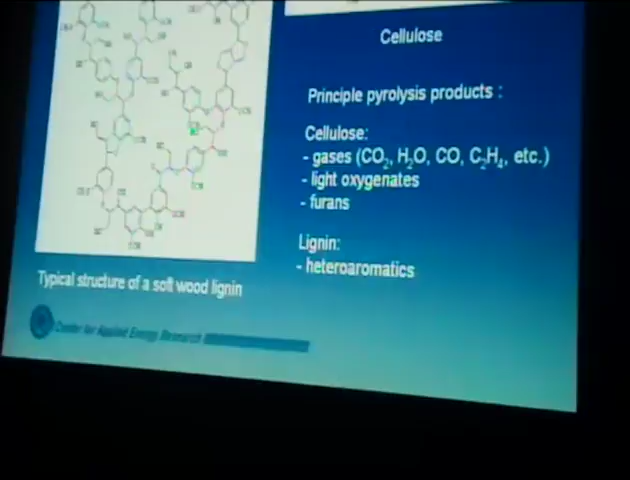 Cellulose
Principle pyrolysis products :
Cellulose:
- gases (CO₂, H₂O, CO, C₂H₄, etc.)
- light oxygenates
- furans
Lignin:
- heteroaromatics
Typical structure of a soft wood lignin
Center for Applied Energy Research